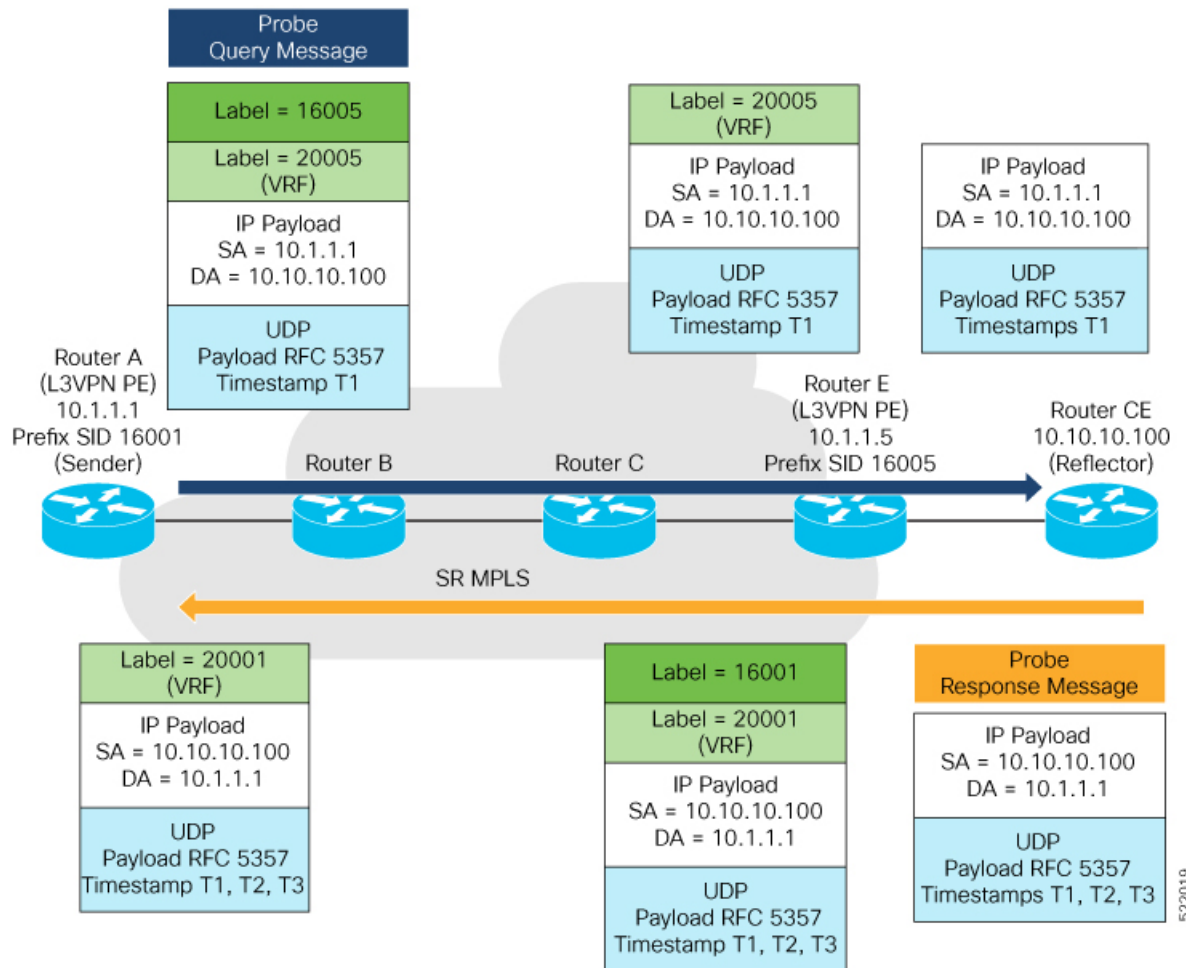 Probe
Query Message
Label = 16005
Label = 20005
(VRF)
IP Payload
SA = 10.1.1.1
DA = 10.10.10.100
UDP
Payload RFC 5357
Timestamp T1
Label = 20005
(VRF)
IP Payload
SA = 10.1.1.1
DA = 10.10.10.100
UDP
Payload RFC 5357
Timestamp T1
IP Payload
SA = 10.1.1.1
DA = 10.10.10.100
UDP
Payload RFC 5357
Timestamps T1
Router A
(L3VPN PE)
10.1.1.1
Prefix SID 16001
(Sender)
Router B
Router C
Router E
(L3VPN PE)
10.1.1.5
Prefix SID 16005
Router CE
10.10.10.100
(Reflector)
SR MPLS
Label = 20001
(VRF)
IP Payload
SA = 10.10.10.100
DA = 10.1.1.1
UDP
Payload RFC 5357
Timestamp T1, T2, T3
Label = 16001
Label = 20001
(VRF)
IP Payload
SA = 10.10.10.100
DA = 10.1.1.1
UDP
Payload RFC 5357
Timestamp T1, T2, T3
Probe
Response Message
IP Payload
SA = 10.10.10.100
DA = 10.1.1.1
UDP
Payload RFC 5357
Timestamps T1, T2, T3
522019